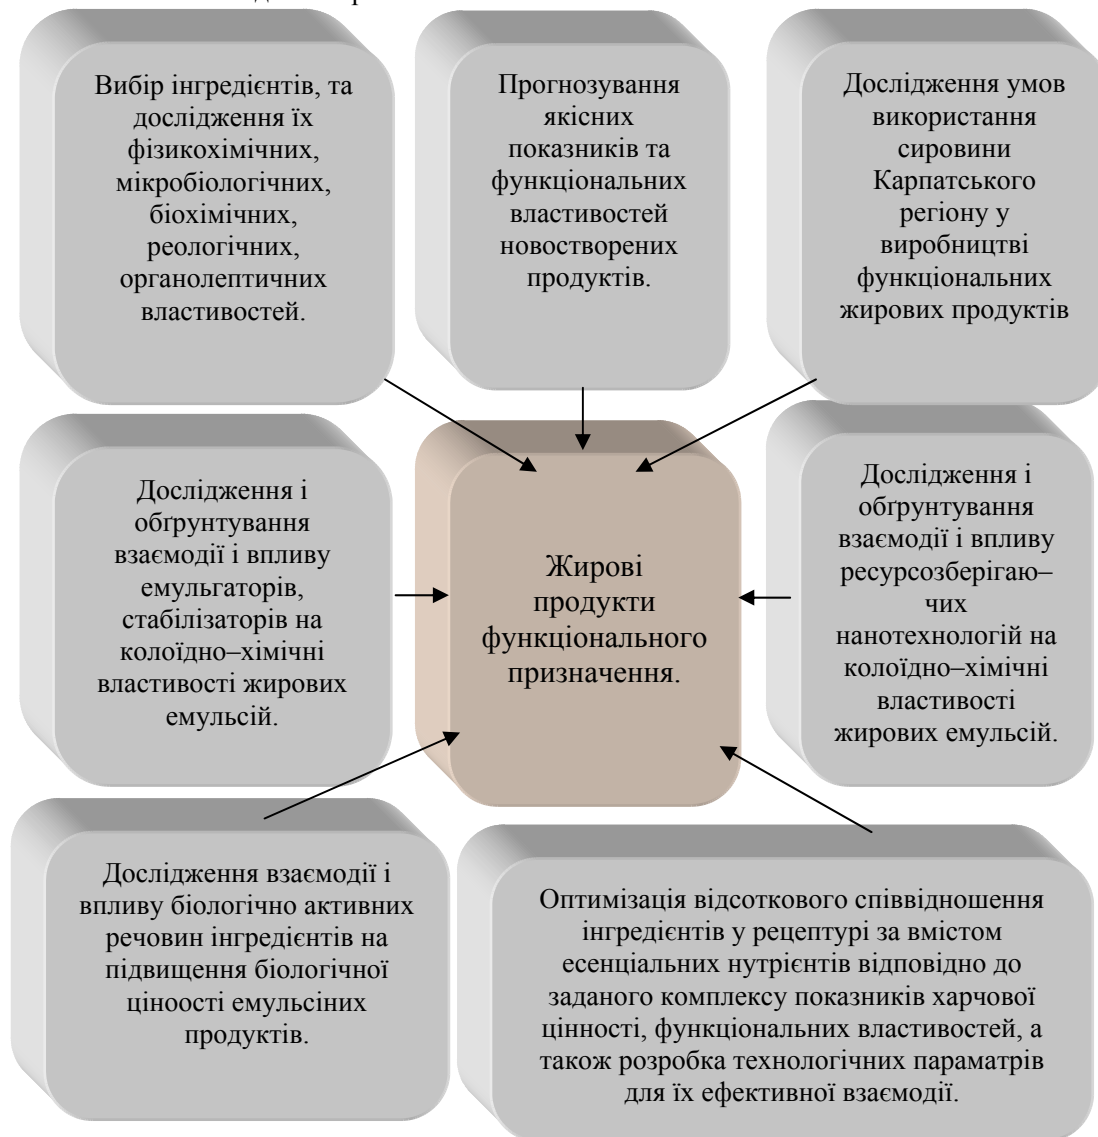 Вибір інгредієнтів, та
дослідження їх
фізикохімічних,
мікробіологічних,
біохімічних,
реологічних,
органолептичних
властивостей.
Прогнозування
якісних
показників та
функціональних
властивостей
новостворених
продуктів.
Дослідження умов
використання
сировини
Карпатського
регіону у
виробництві
функціональних
жирових продуктів
Дослідження і
обґрунтування
взаємодії і впливу
емульгаторів,
стабілізаторів на
колоїдно–хімічні
властивості жирових
емульсій.
Жирові
продукти
функціонального
призначення.
Дослідження і
обґрунтування
взаємодії і впливу
ресурсозберігаю–
чих
нанотехнологій на
колоїдно–хімічні
властивості
жирових емульсій.
Дослідження взаємодії і
впливу біологічно активних
речовин інгредієнтів на
підвищення біологічної
ціноості емульсіних
продуктів.
Оптимізація відсоткового співвідношення
інгредієнтів у рецептурі за вмістом
есенціальних нутрієнтів відповідно до
заданого комплексу показників харчової
цінності, функціональних властивостей, а
також розробка технологічних параматрів
для їх ефективної взаємодії.